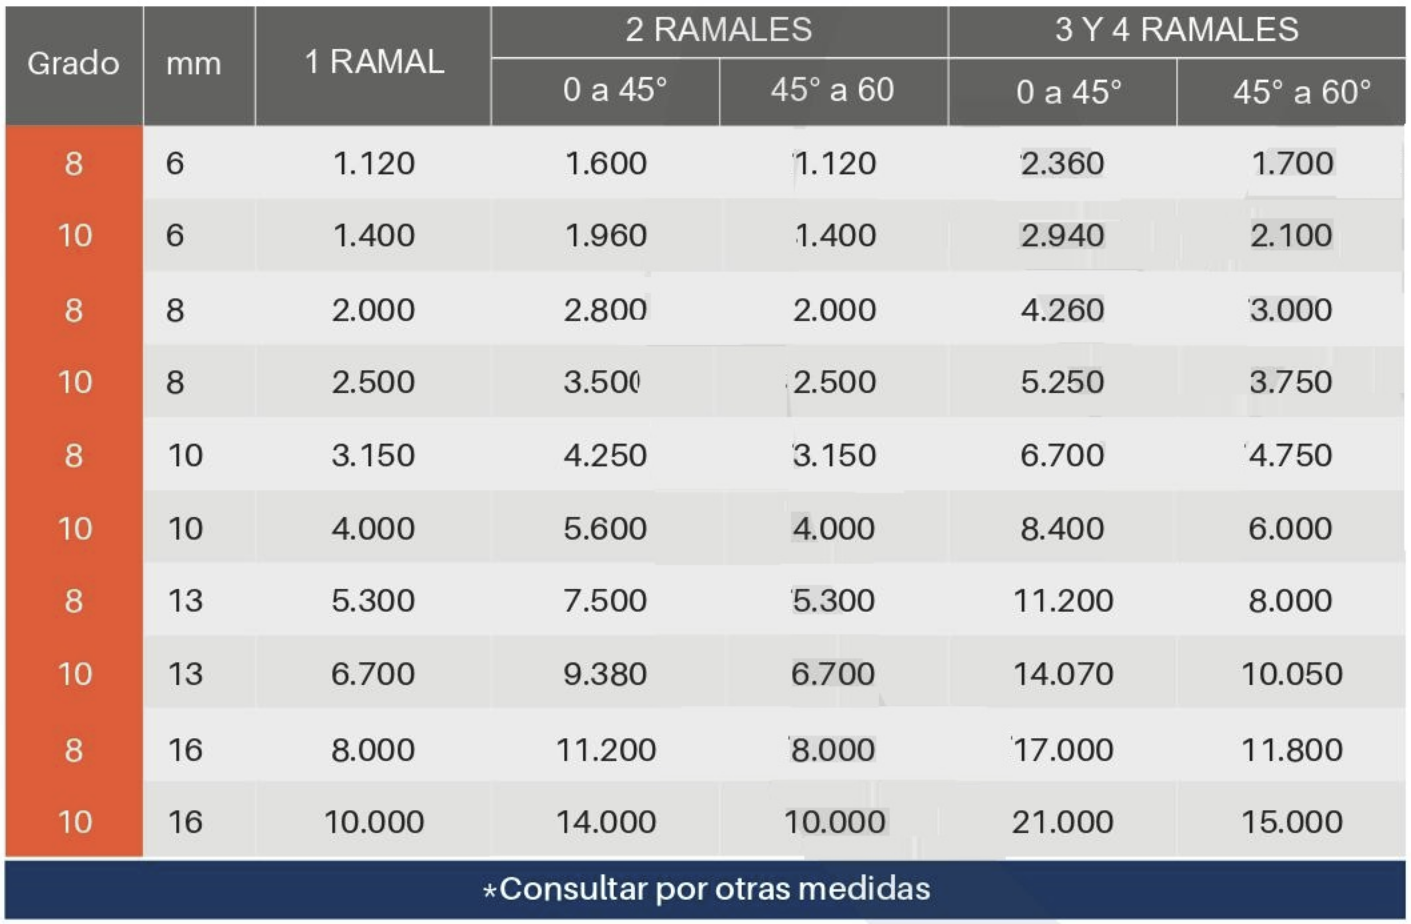 Grado mm 1 RAMAL 2 RAMALES 3 Y 4 RAMALES
0 a 45° 45° a 60 0 a 45° 45° a 60°
8 6 1.120 1.600 1.120 2.360 1.700
10 6 1.400 1.960 1.400 2.940 2.100
8 8 2.000 2.800 2.000 4.260 3.000
10 8 2.500 3.500 2.500 5.250 3.750
8 10 3.150 4.250 3.150 6.700 4.750
10 10 4.000 5.600 4.000 8.400 6.000
8 13 5.300 7.500 5.300 11.200 8.000
10 13 6.700 9.380 6.700 14.070 10.050
8 16 8.000 11.200 8.000 17.000 11.800
10 16 10.000 14.000 10.000 21.000 15.000
*Consultar por otras medidas